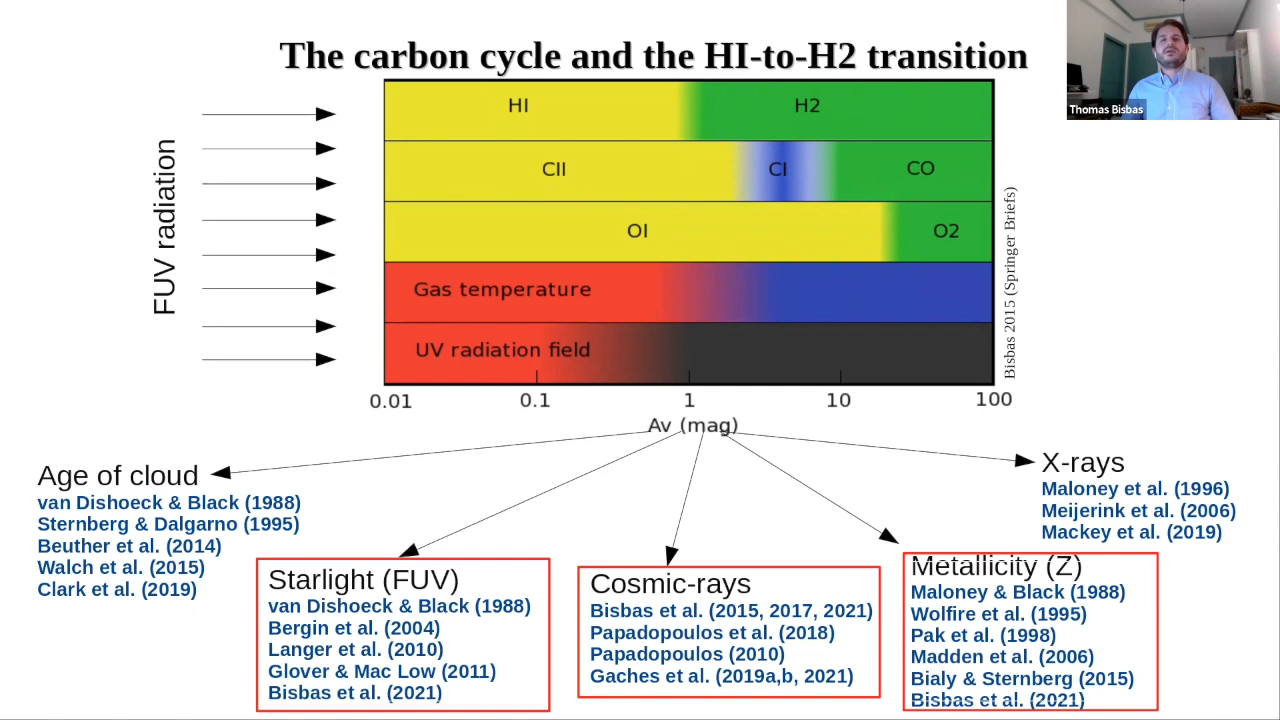 The carbon cycle and the HI-to-H2 transition
Thomas Bisbas
FUV radiation
HI H2
CII CI CO
OI O2
Gas temperature
UV radiation field
0.01 0.1 1 10 100
Av (mag)
Bisbas 2015 (Springer Briefs)
Age of cloud
van Dishoeck & Black (1988)
Sternberg & Dalgarno (1995)
Beuther et al. (2014)
Walch et al. (2015)
Clark et al. (2019)
Starlight (FUV)
van Dishoeck & Black (1988)
Bergin et al. (2004)
Langer et al. (2010)
Glover & Mac Low (2011)
Bisbas et al. (2021)
Cosmic-rays
Bisbas et al. (2015, 2017, 2021)
Papadopoulos et al. (2018)
Papadopoulos (2010)
Gaches et al. (2019a,b, 2021)
Metallicity (Z)
Maloney & Black (1988)
Wolfire et al. (1995)
Pak et al. (1998)
Madden et al. (2006)
Bialy & Sternberg (2015)
Bisbas et al. (2021)
X-rays
Maloney et al. (1996)
Meijerink et al. (2006)
Mackey et al. (2019)